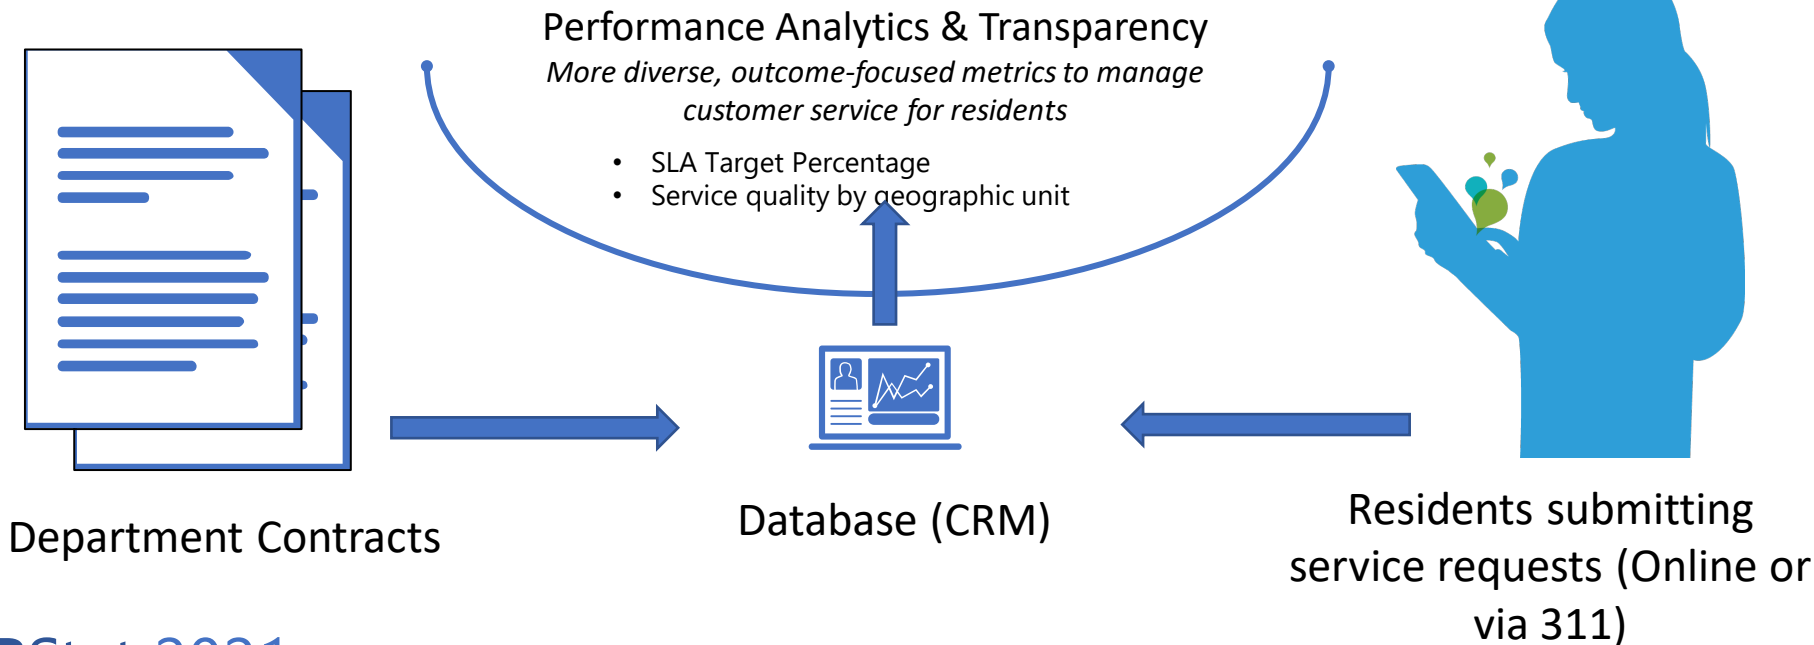 Performance Analytics & Transparency
More diverse, outcome-focused metrics to manage
customer service for residents
• SLA Target Percentage
• Service quality by geographic unit
Department Contracts
Database (CRM)
Residents submitting
service requests (Online or
via 311)